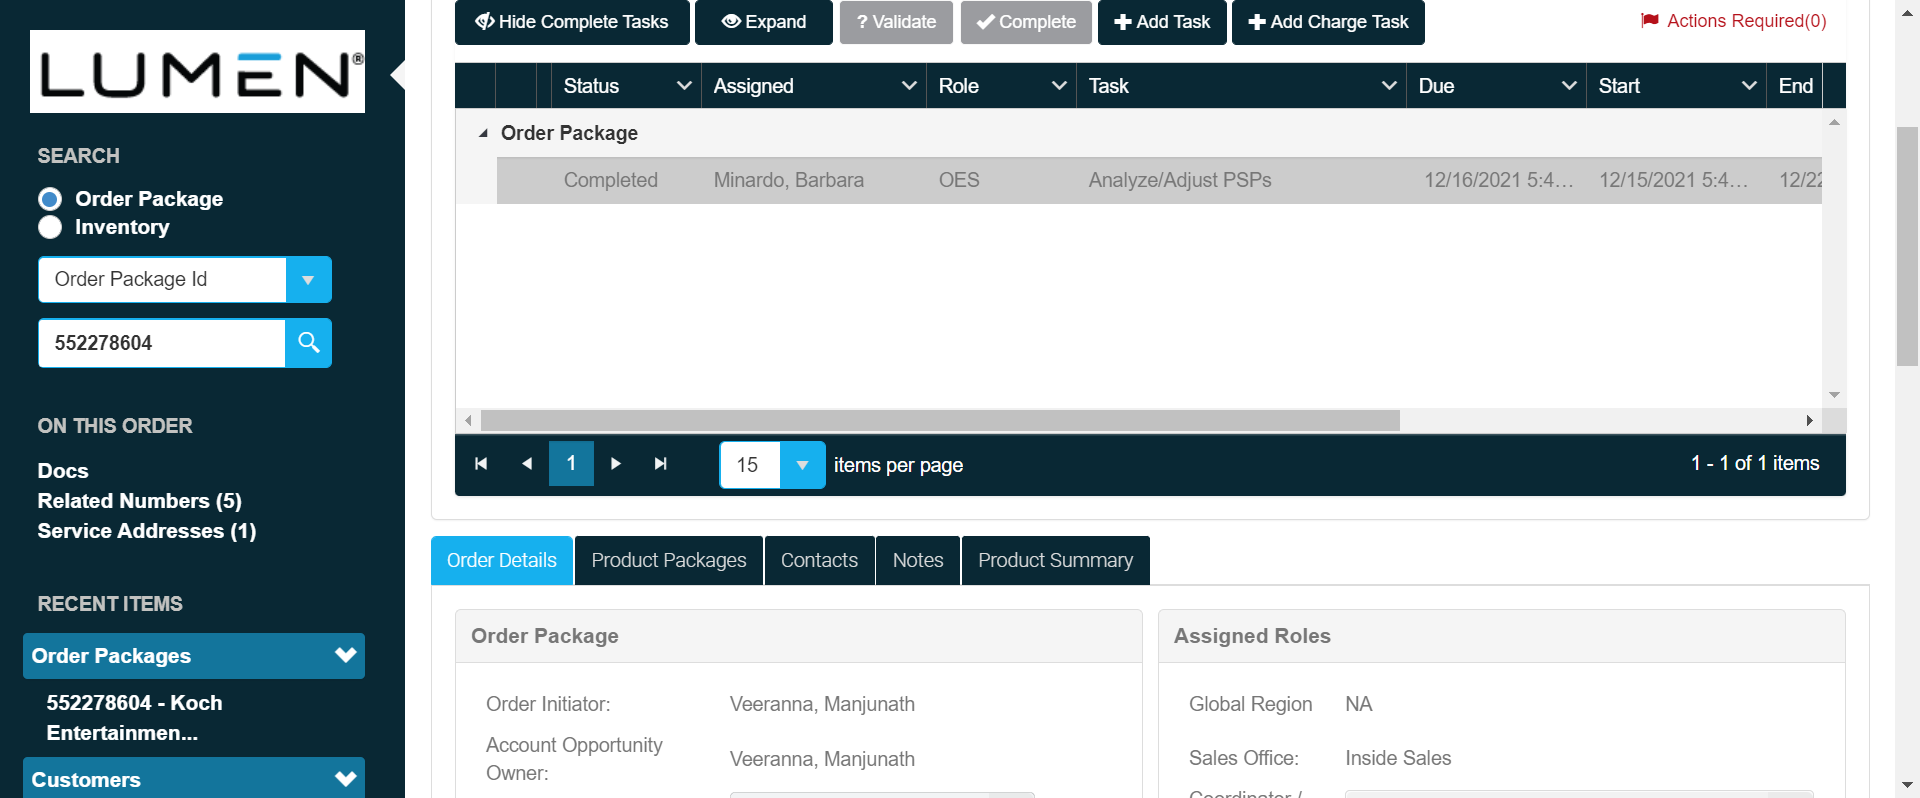 LUMEN®
SEARCH
Order Package
Inventory
Order Package Id
552278604
ON THIS ORDER
Docs
Related Numbers (5)
Service Addresses (1)
RECENT ITEMS
Order Packages
552278604 - Koch
Entertainmen...
Customers
Hide Complete Tasks Expand ? Validate Complete Add Task Add Charge Task Actions Required(0)
Status Assigned Role Task Due Start End
Order Package
Completed Minardo, Barbara OES Analyze/Adjust PSPs 12/16/2021 5:4... 12/15/2021 5:4... 12/22
1 15 items per page 1 - 1 of 1 items
Order Details Product Packages Contacts Notes Product Summary
Order Package
Order Initiator: Veeranna, Manjunath
Account Opportunity
Owner: Veeranna, Manjunath
Assigned Roles
Global Region NA
Sales Office: Inside Sales
Coordinator /